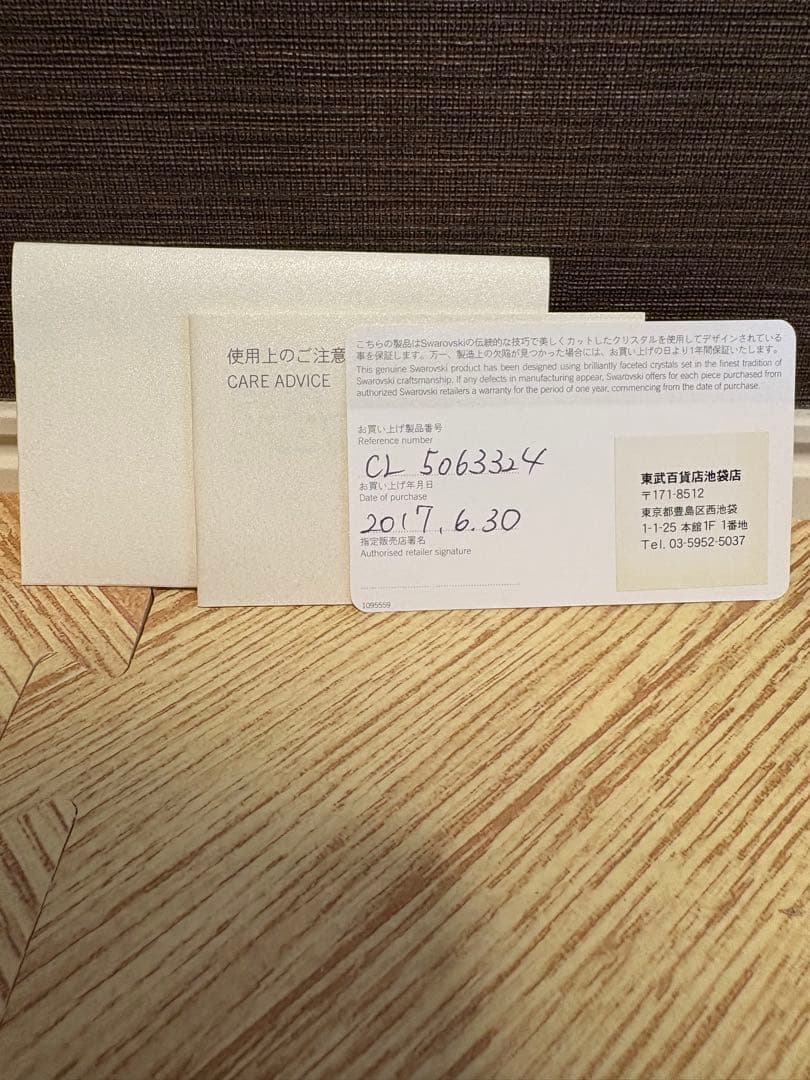 使用上のご注意
CARE ADVICE
こちらの製品はSwarovskiの伝統的な技巧で美しくカットしたクリスタルを使用してデザインされている
事を保証します。万一、製造上の欠陥が見つかった場合には、お買い上げの日より1年間保証いたします。
This genuine Swarovski product has been designed using brilliantly faceted crystals set in the finest tradition of
Swarovski craftsmanship. If any defects in manufacturing appear, Swarovski offers for each piece purchased from
authorized Swarovski retailers a warranty for the period of one year, commencing from the date of purchase.
お買い上げ製品番号
Reference number
CL 5063324
お買い上げ年月日
Date of purchase
2017.6.30
指定販売店署名
Authorised retailer signature
1095559
東武百貨店池袋店
〒171-8512
東京都豊島区西池袋
1-1-25 本館1F 1番地
Tel. 03-5952-5037